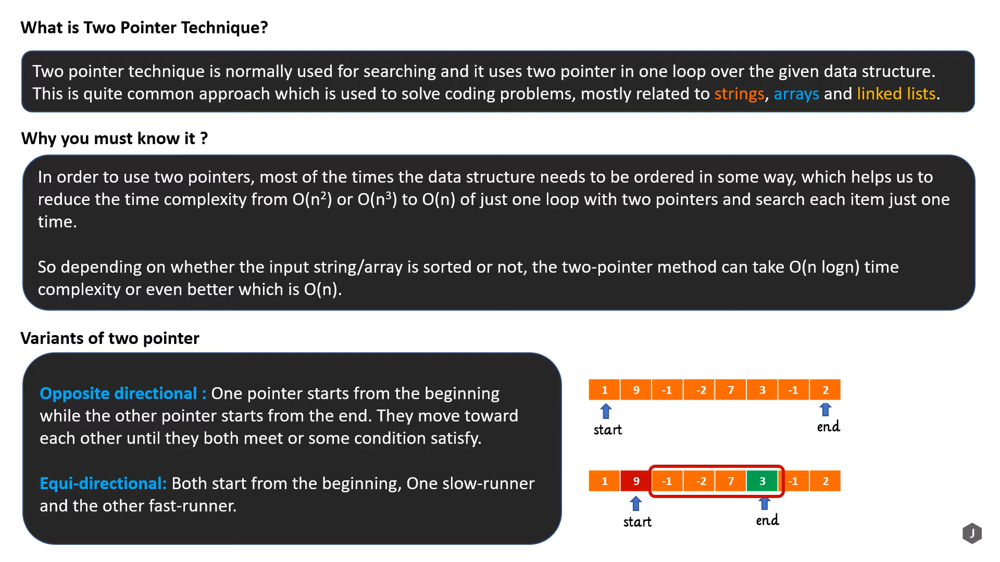 What is Two Pointer Technique?
Two pointer technique is normally used for searching and it uses two pointer in one loop over the given data structure.
This is quite common approach which is used to solve coding problems, mostly related to strings, arrays and linked lists.
Why you must know it ?
In order to use two pointers, most of the times the data structure needs to be ordered in some way, which helps us to
reduce the time complexity from O(n²) or O(n³) to O(n) of just one loop with two pointers and search each item just one
time.
So depending on whether the input string/array is sorted or not, the two-pointer method can take O(n logn) time
complexity or even better which is O(n).
Variants of two pointer
Opposite directional : One pointer starts from the beginning
while the other pointer starts from the end. They move toward
each other until they both meet or some condition satisfy.
Equi-directional: Both start from the beginning, One slow-runner
and the other fast-runner.
1 9 -1 -2 7 3 -1 2
start end
1 9 -1 -2 7 3 -1 2
start end
J